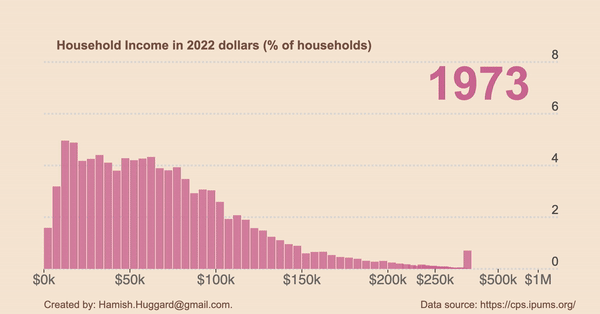 Household Income in 2022 dollars (% of households)
8
1973
6
4
2
0
$0k $50k $100k $150k $200k $250k $500k $1M
Created by: Hamish.Huggard@gmail.com. Data source: https://cps.ipums.org/